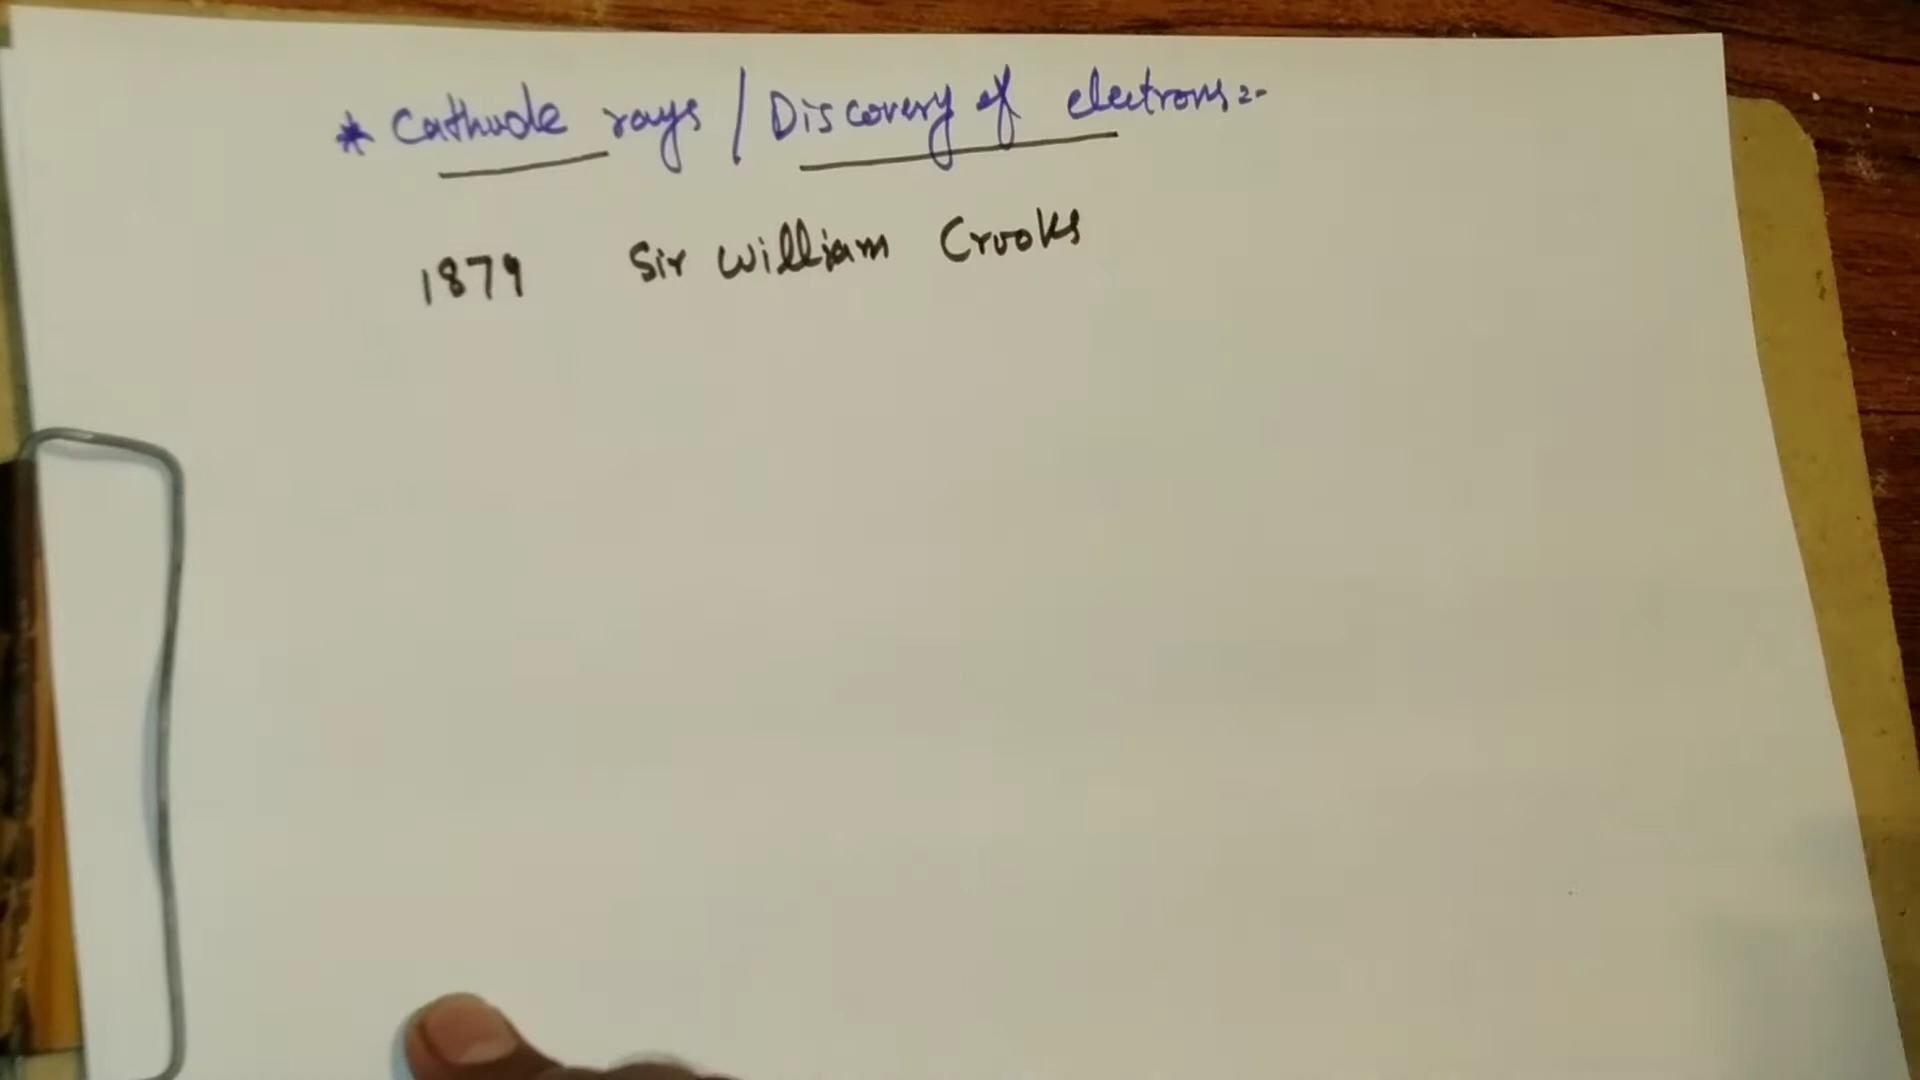 * Cathode rays / Discovery of electrons:-
1879 Sir William Crooks